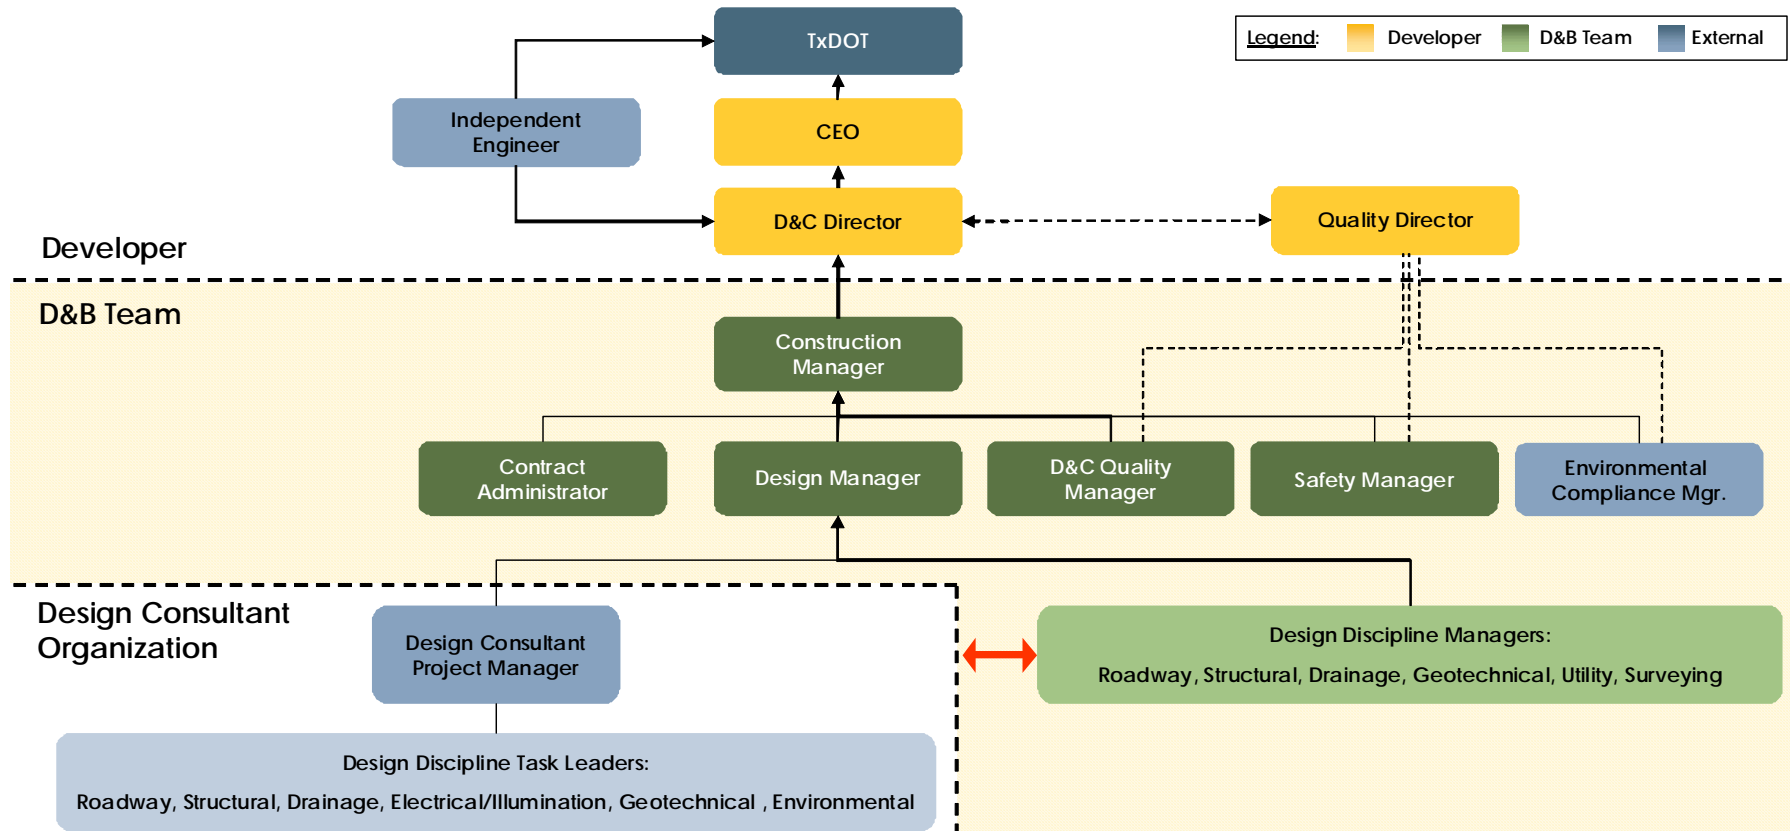 TxDOT
Legend: Developer D&B Team External
Independent
Engineer
CEO
D&C Director
Quality Director
Developer
D&B Team
Construction
Manager
Contract
Administrator
Design Manager
D&C Quality
Manager
Safety Manager
Environmental
Compliance Mgr.
Design Consultant
Organization
Design Consultant
Project Manager
Design Discipline Managers:
Roadway, Structural, Drainage, Geotechnical, Utility, Surveying
Design Discipline Task Leaders:
Roadway, Structural, Drainage, Electrical/Illumination, Geotechnical , Environmental